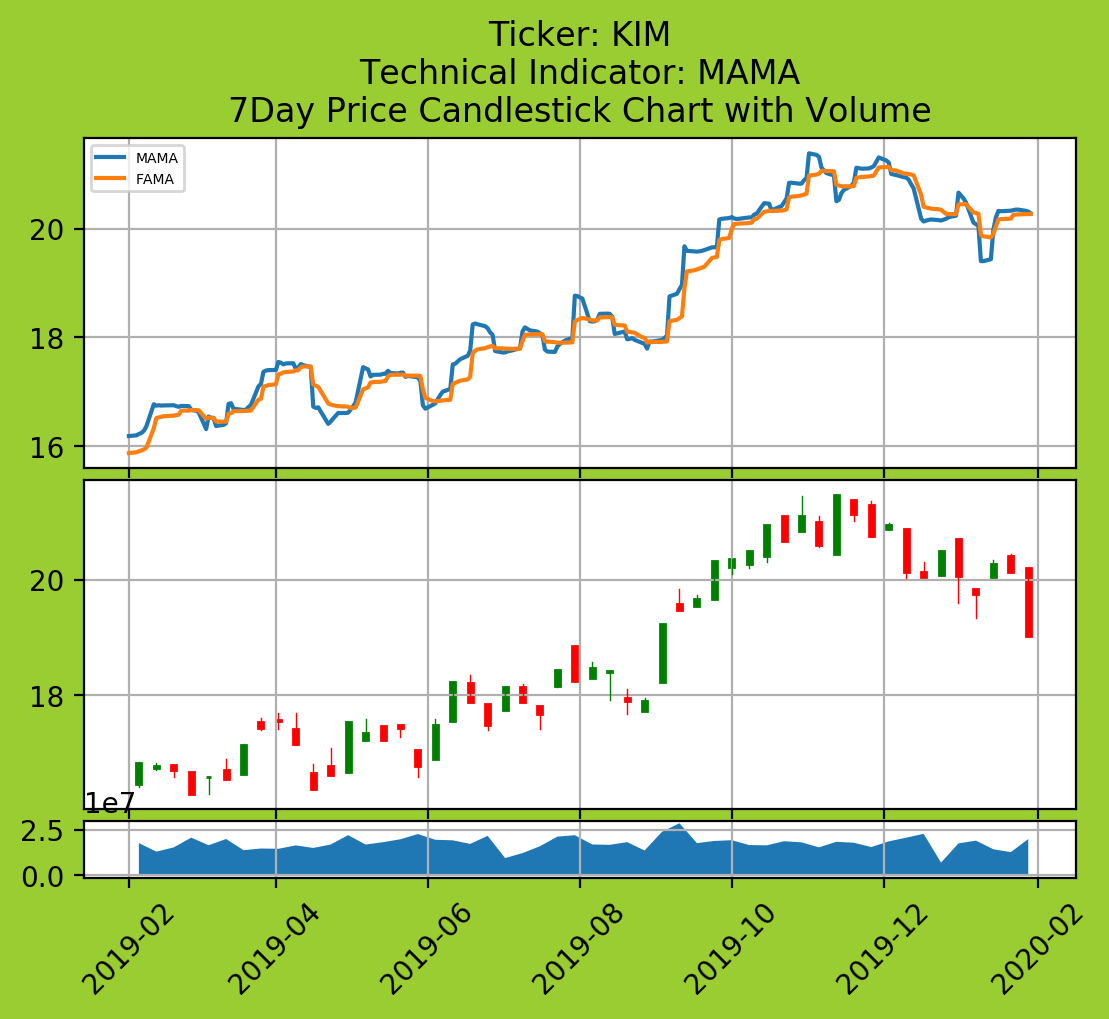 Ticker: KIM
Technical Indicator: MAMA
7Day Price Candlestick Chart with Volume
MAMA
FAMA
20
18
16
20
18
1e7
2.5
0.0
2019-02
2019-04
2019-06
2019-08
2019-10
2019-12
2020-02